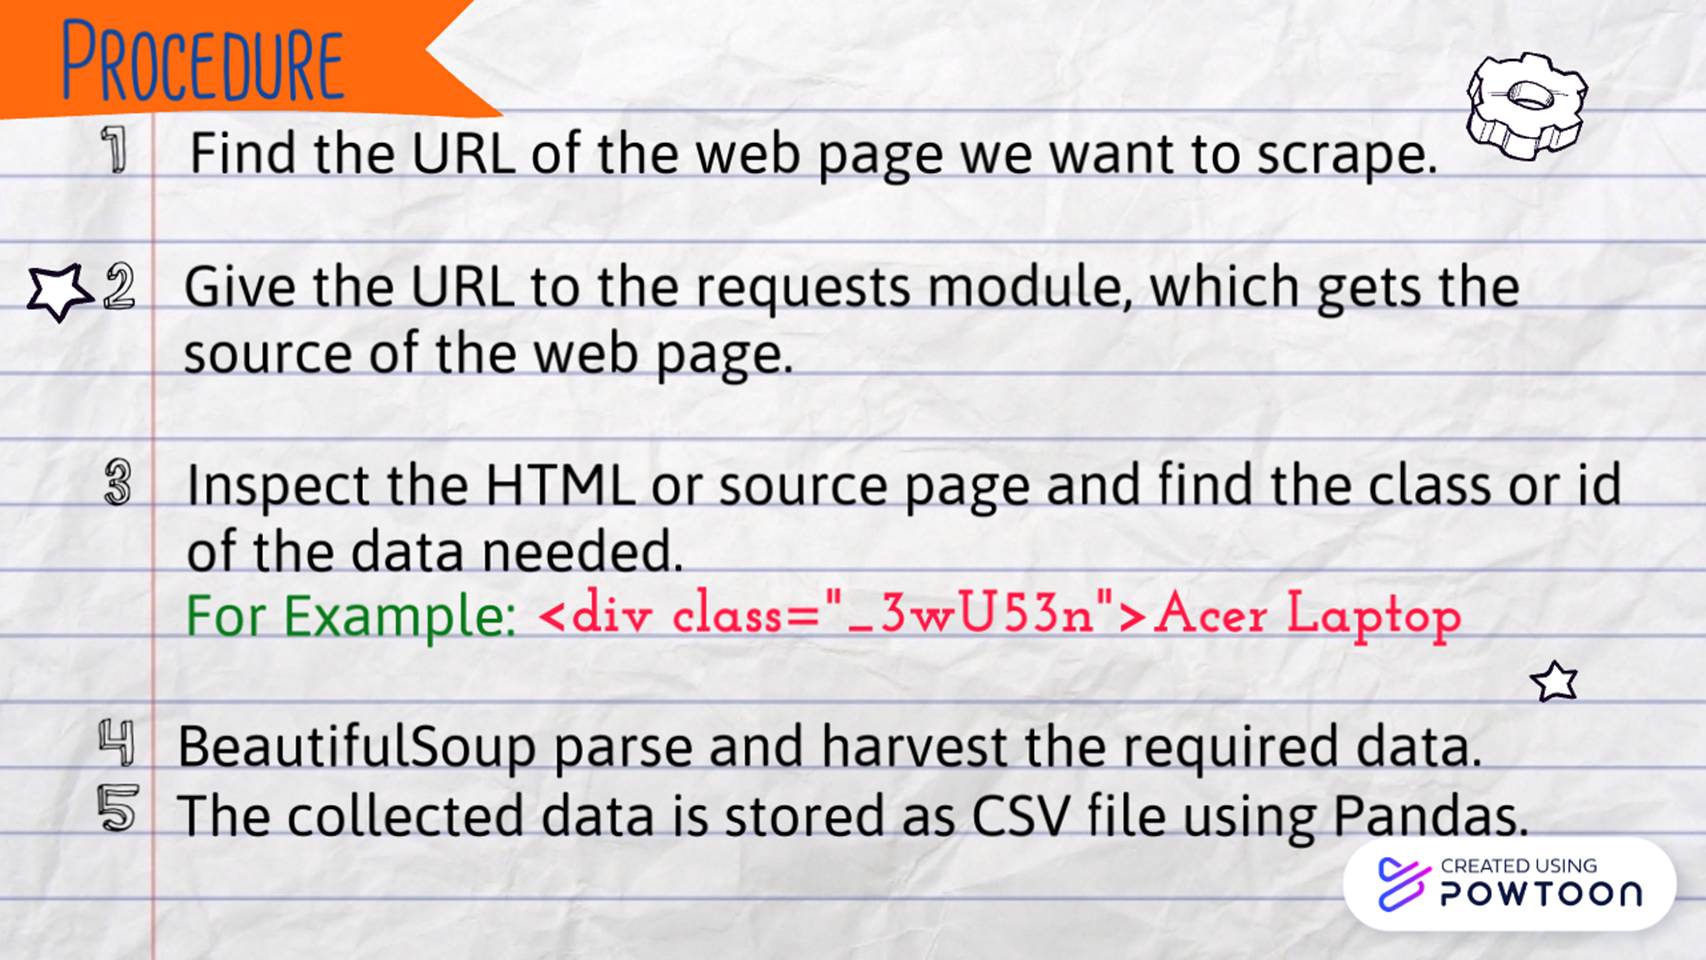 PROCEDURE
1 Find the URL of the web page we want to scrape.
2 Give the URL to the requests module, which gets the
source of the web page.
3 Inspect the HTML or source page and find the class or id
of the data needed.
For Example: <div class="_3wU53n">Acer Laptop
4 BeautifulSoup parse and harvest the required data.
5 The collected data is stored as CSV file using Pandas.
CREATED USING
POWTOON